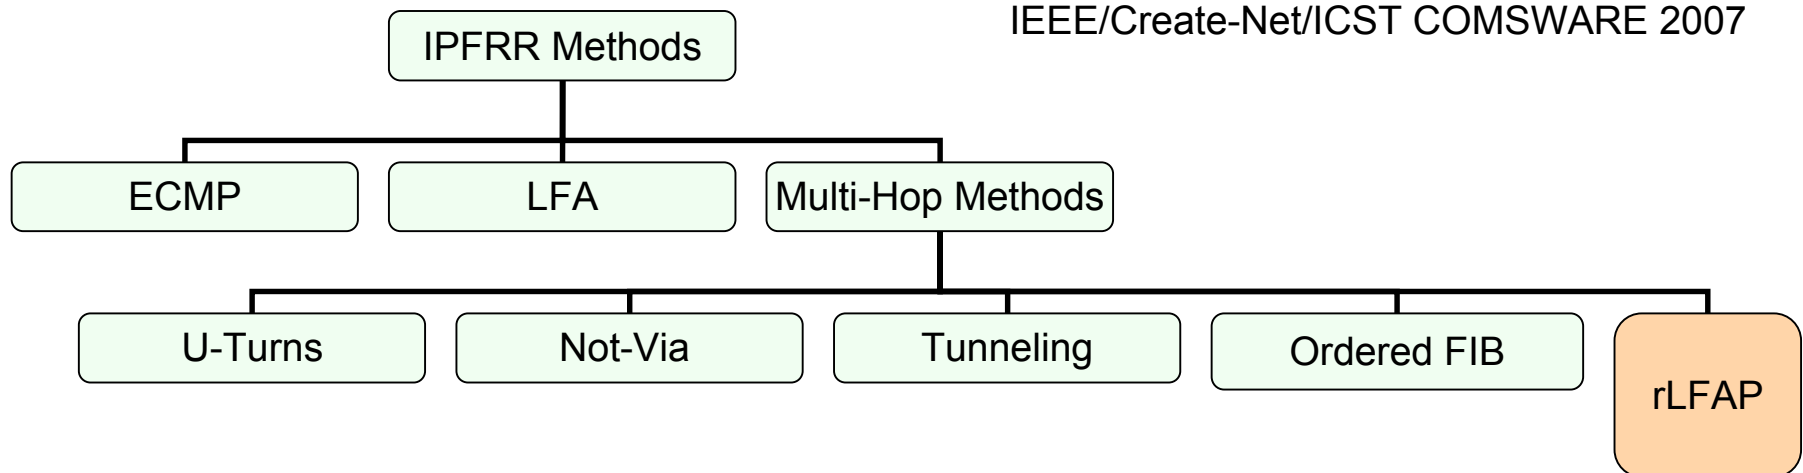 IEEE/Create-Net/ICST COMSWARE 2007
IPFRR Methods
ECMP
LFA
Multi-Hop Methods
U-Turns
Not-Via
Tunneling
Ordered FIB
rLFAP